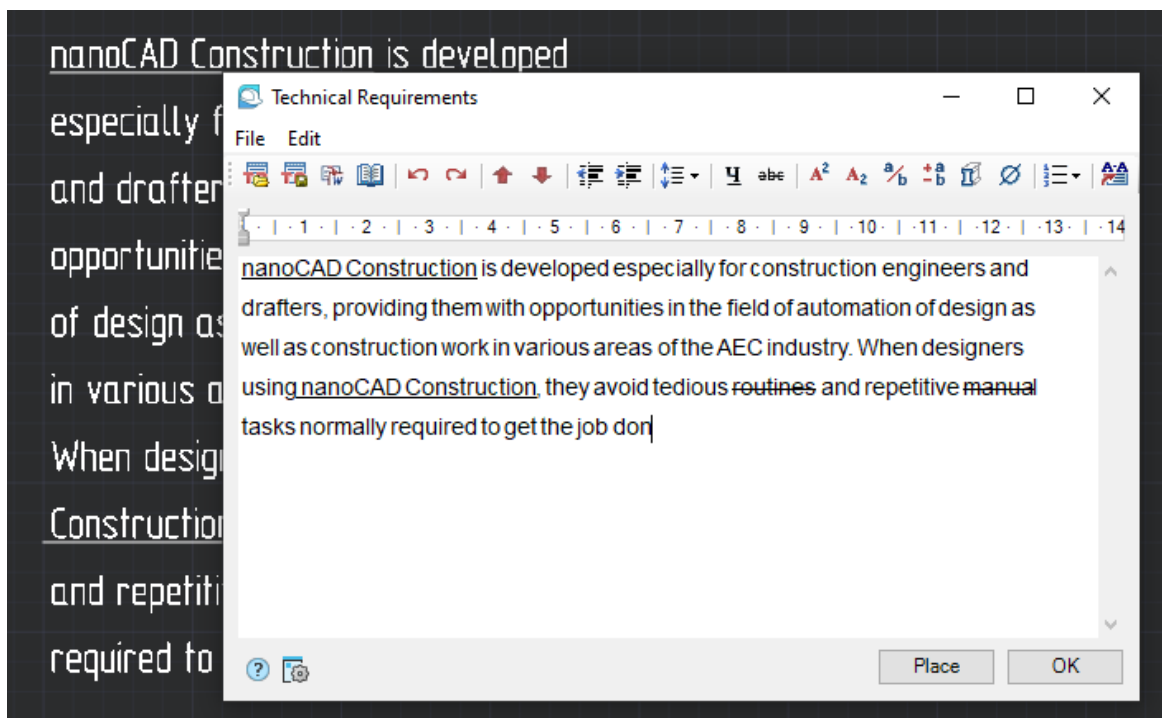 nanoCAD Construction is developed
especially f
and drafter
opportunitie
of design as
in various a
When desig
Construction
and repetiti
required to
Technical Requirements
File Edit
Ч abc A² A₂ a/b ±a b
1 2 3 4 5 6 7 8 9 10 11 12 13 14
nanoCAD Construction is developed especially for construction engineers and
drafters, providing them with opportunities in the field of automation of design as
well as construction work in various areas of the AEC industry. When designers
using nanoCAD Construction, they avoid tedious routines and repetitive manual
tasks normally required to get the job don
Place OK